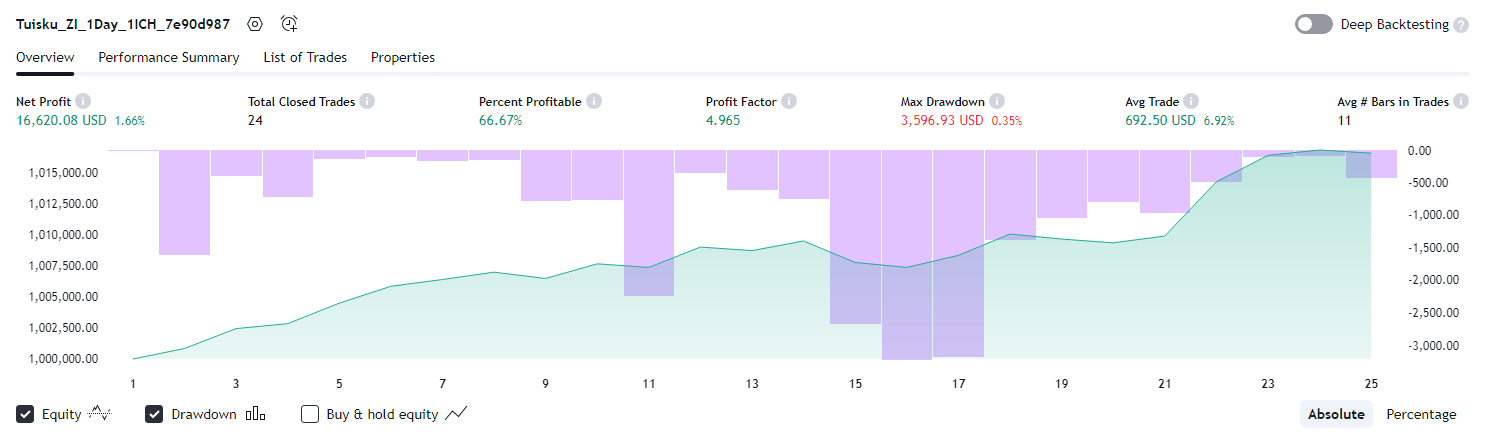 Tuisku_ZI_1Day_1ICH_7e90d987 Deep Backtesting ?
Overview Performance Summary List of Trades Properties
Net Profit i Total Closed Trades i Percent Profitable i Profit Factor i Max Drawdown i Avg Trade i Avg # Bars in Trades i
16,620.08 USD 1.66% 24 66.67% 4.965 3,596.93 USD 0.35% 692.50 USD 6.92% 11
0.00
1,015,000.00
-500.00
1,012,500.00
-1,000.00
1,010,000.00
-1,500.00
1,007,500.00
-2,000.00
1,005,000.00
-2,500.00
1,002,500.00
-3,000.00
1,000,000.00
1 3 5 7 9 11 13 15 17 19 21 23 25
Equity Drawdown Buy & hold equity Absolute Percentage